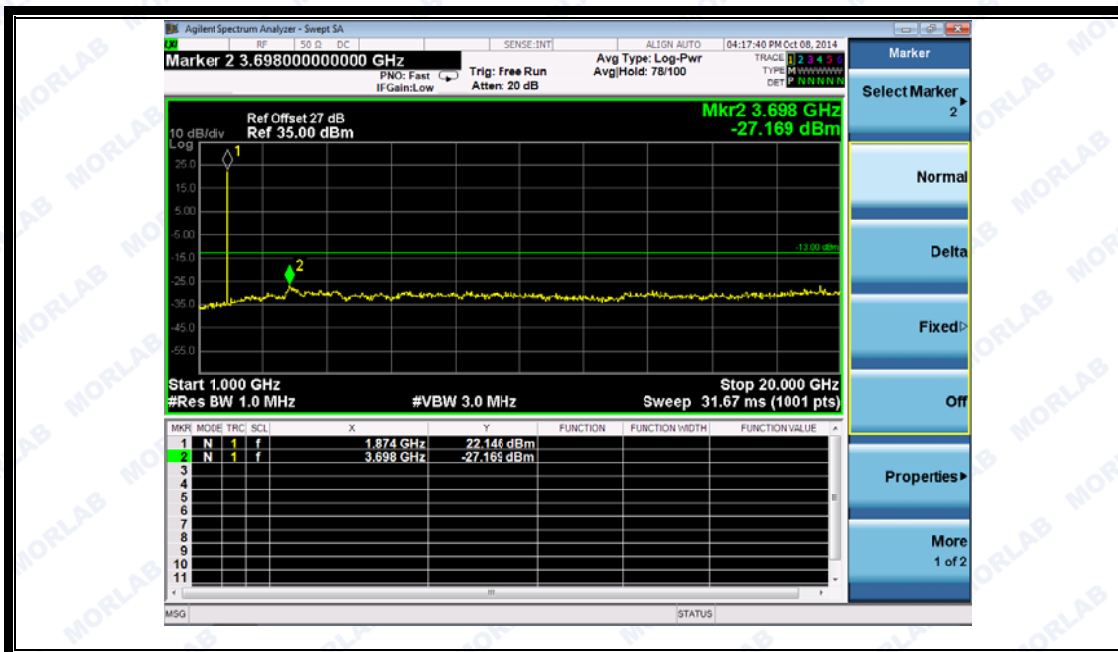 Agilent Spectrum Analyzer - Swept SA
LXI RF 50 Ω DC SENSE:INT ALIGN AUTO 04:17:40 PM Oct 08, 2014
Marker 2 3.698000000000 GHz
PNO: Fast
IFGain:Low
Trig: Free Run
Atten: 20 dB
Avg Type: Log-Pwr
Avg|Hold: 78/100
TRACE 1 2 3 4 5 6
TYPE M WWWWW
DET P N N N N N
Ref Offset 27 dB
10 dB/div Ref 35.00 dBm
Log
Mkr2 3.698 GHz
-27.169 dBm
25.0
15.0
5.00
-5.00
-15.0
-25.0
-35.0
-45.0
-55.0
1
2
-13.00 dBm
Start 1.000 GHz Stop 20.000 GHz
#Res BW 1.0 MHz #VBW 3.0 MHz Sweep 31.67 ms (1001 pts)
MKR MODE TRC SCL X Y FUNCTION FUNCTION WIDTH FUNCTION VALUE
1 N 1 f 1.874 GHz 22.146 dBm
2 N 1 f 3.698 GHz -27.169 dBm
3
4
5
6
7
8
9
10
11
MSG STATUS
Marker
Select Marker
2
Normal
Delta
Fixed
Off
Properties
More
1 of 2
MORLAB